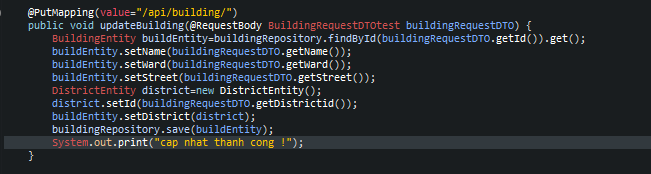 @PutMapping(value="/api/building/")
public void updateBuilding(@RequestBody BuildingRequestDTOtest buildingRequestDTO) {
BuildingEntity buildEntity=buildingRepository.findById(buildingRequestDTO.getId()).get();
buildEntity.setName(buildingRequestDTO.getName());
buildEntity.setWard(buildingRequestDTO.getWard());
buildEntity.setStreet(buildingRequestDTO.getStreet());
DistrictEntity district=new DistrictEntity();
district.setId(buildingRequestDTO.getDistrictid());
buildEntity.setDistrict(district);
buildingRepository.save(buildEntity);
System.out.print("cap nhat thanh cong !");
}